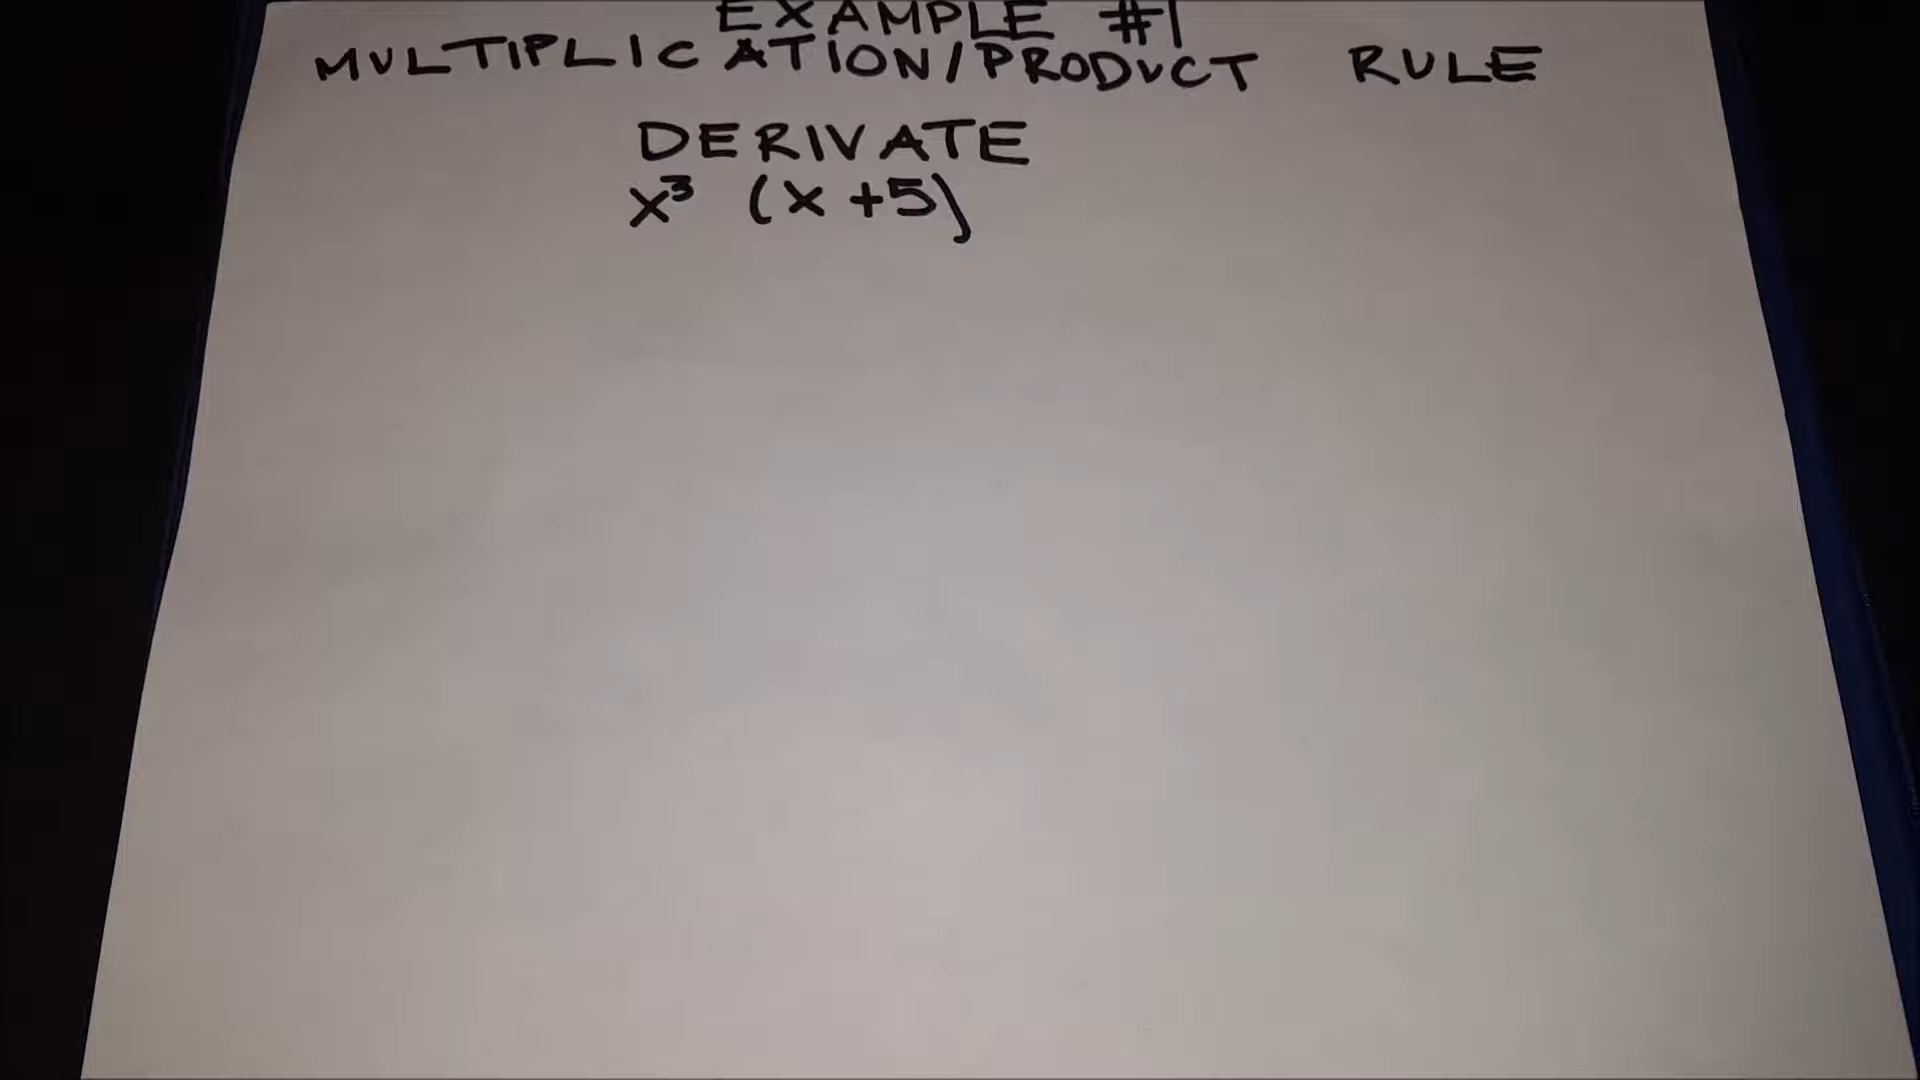 EXAMPLE #1
MULTIPLICATION/PRODUCT RULE
DERIVATE
x³ (x+5)